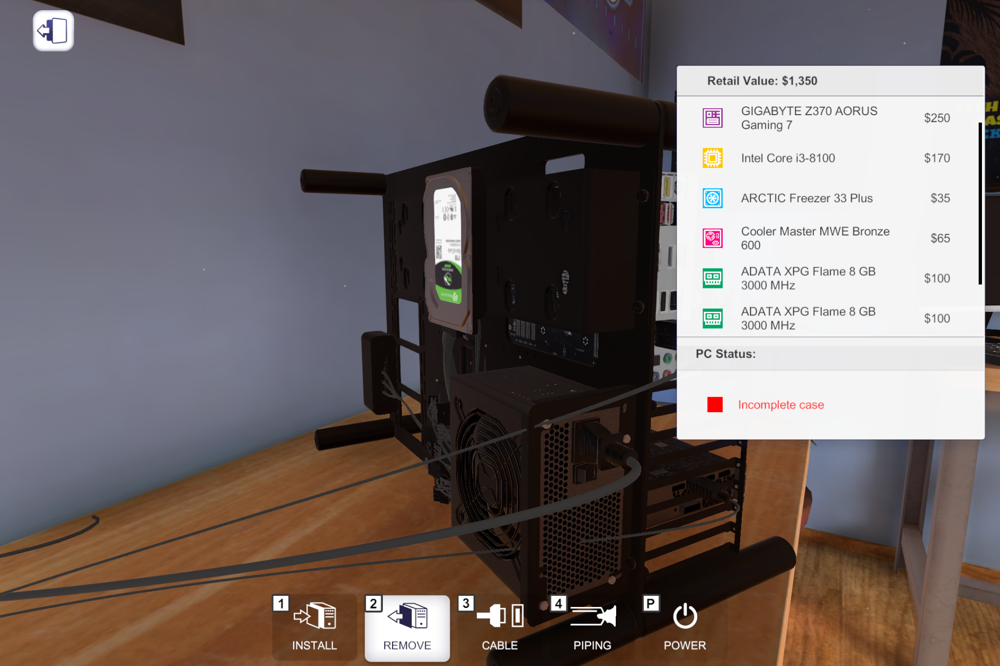 Retail Value: $1,350
GIGABYTE Z370 AORUS
Gaming 7
$250
Intel Core i3-8100
$170
ARCTIC Freezer 33 Plus
$35
Cooler Master MWE Bronze
600
$65
ADATA XPG Flame 8 GB
3000 MHz
$100
ADATA XPG Flame 8 GB
3000 MHz
$100
PC Status:
Incomplete case
1
INSTALL
2
REMOVE
3
CABLE
4
PIPING
P
POWER